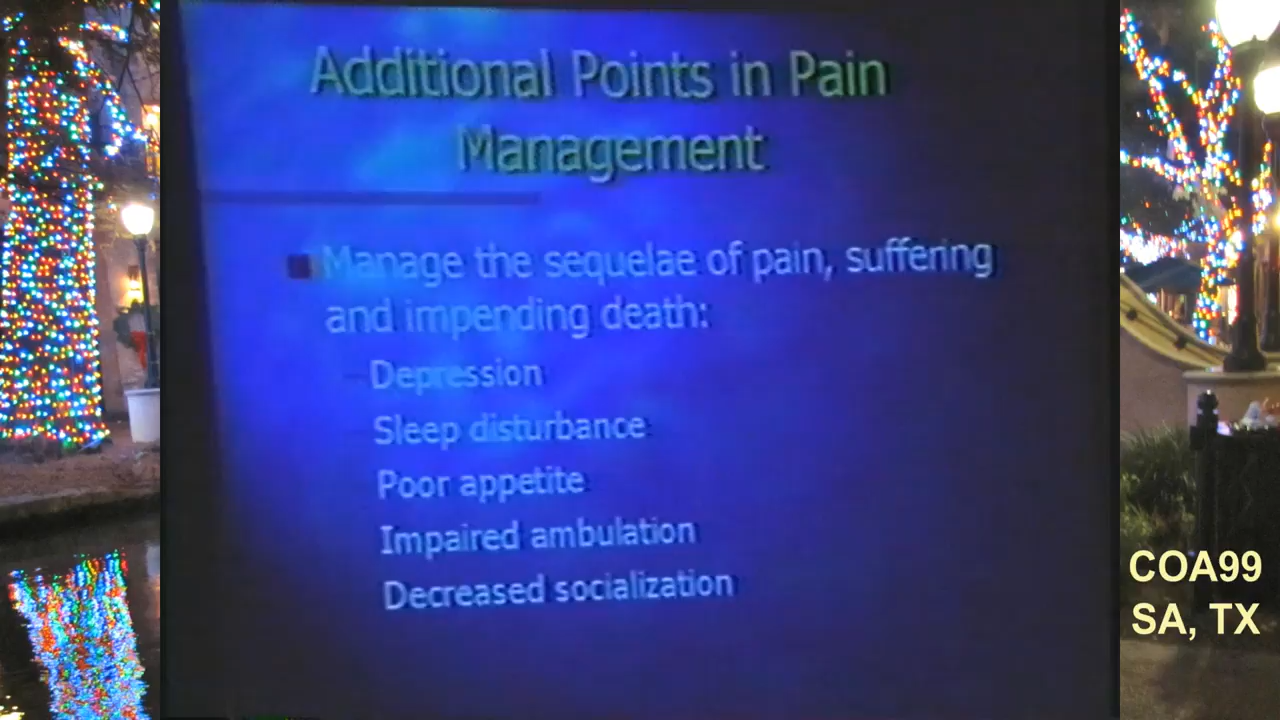 Additional Points in Pain
Management
Manage the sequelae of pain, suffering
and impending death:
– Depression
Sleep disturbance
Poor appetite
Impaired ambulation
Decreased socialization
COA99
SA, TX